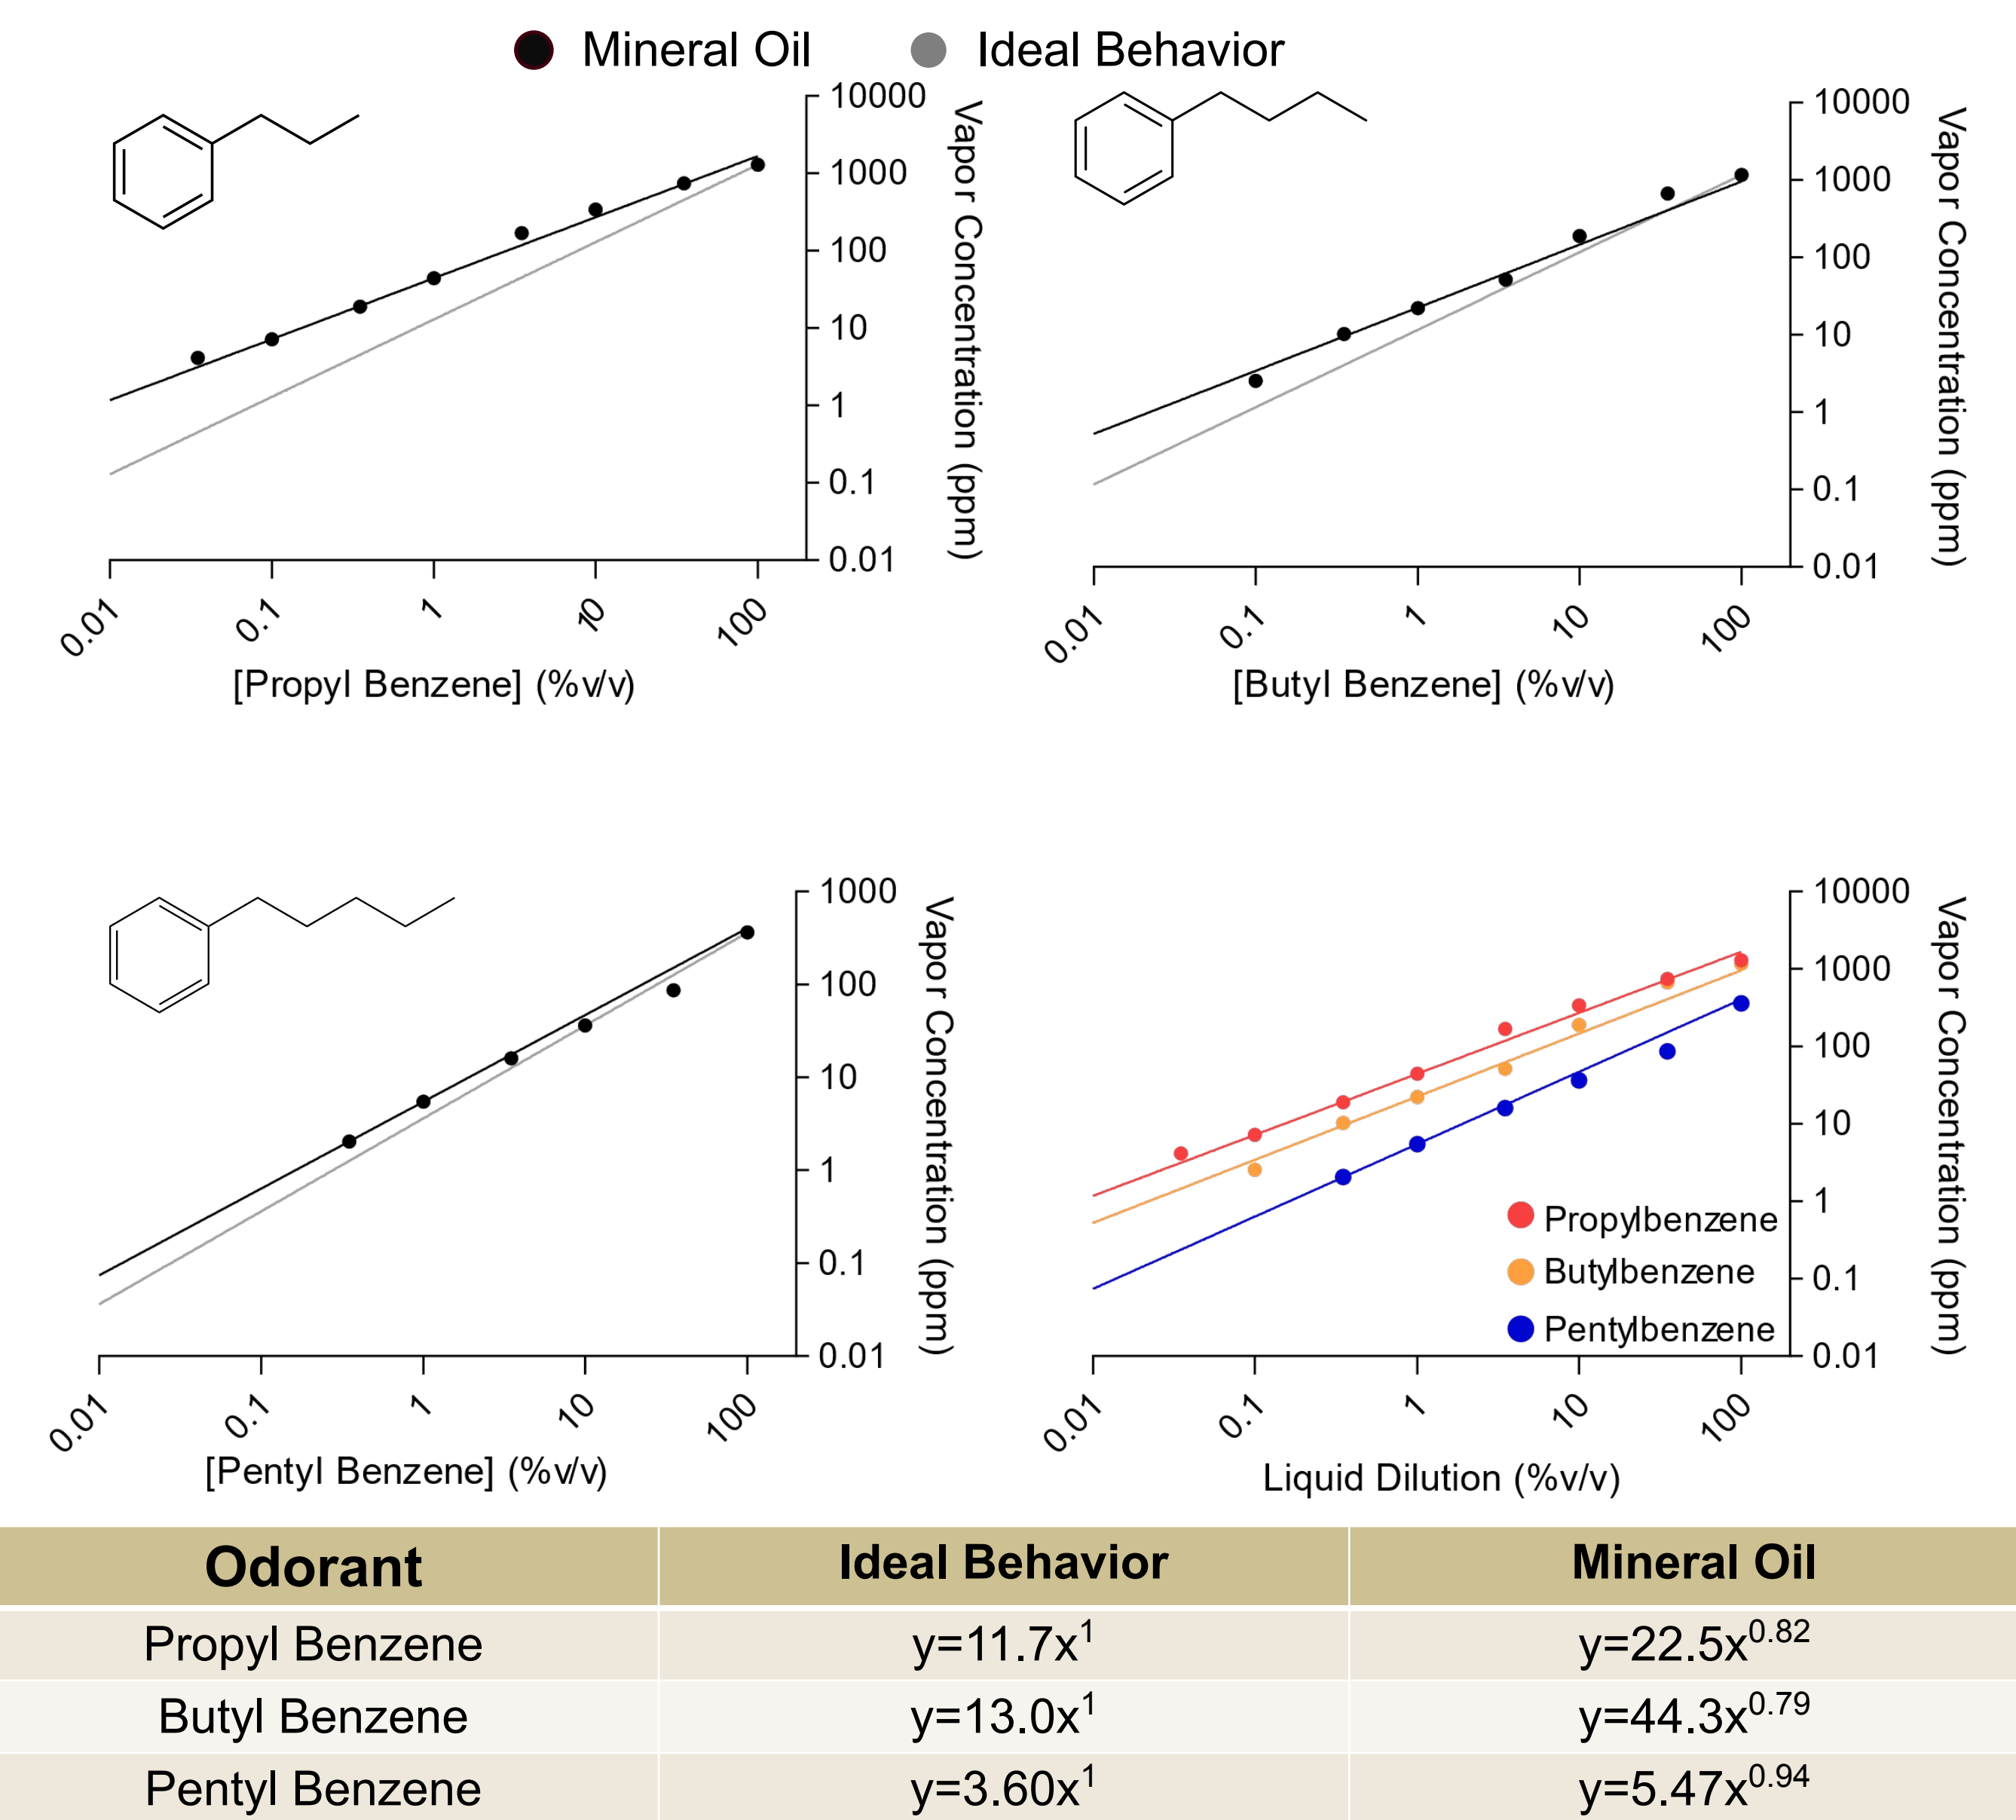 Mineral Oil Ideal Behavior
10000
1000
100
10
1
0.1
0.01
Vapor Concentration (ppm)
0.01 0.1 1 10 100
[Propyl Benzene] (%v/v)
10000
1000
100
10
1
0.1
0.01
Vapor Concentration (ppm)
0.01 0.1 1 10 100
[Butyl Benzene] (%v/v)
1000
100
10
1
0.1
0.01
Vapor Concentration (ppm)
0.01 0.1 1 10 100
[Pentyl Benzene] (%v/v)
10000
1000
100
10
1
0.1
0.01
Vapor Concentration (ppm)
Propylbenzene
Butylbenzene
Pentylbenzene
0.01 0.1 1 10 100
Liquid Dilution (%v/v)
Odorant Ideal Behavior Mineral Oil
Propyl Benzene y=11.7x¹ y=22.5x⁰·⁸²
Butyl Benzene y=13.0x¹ y=44.3x⁰·⁷⁹
Pentyl Benzene y=3.60x¹ y=5.47x⁰·⁹⁴